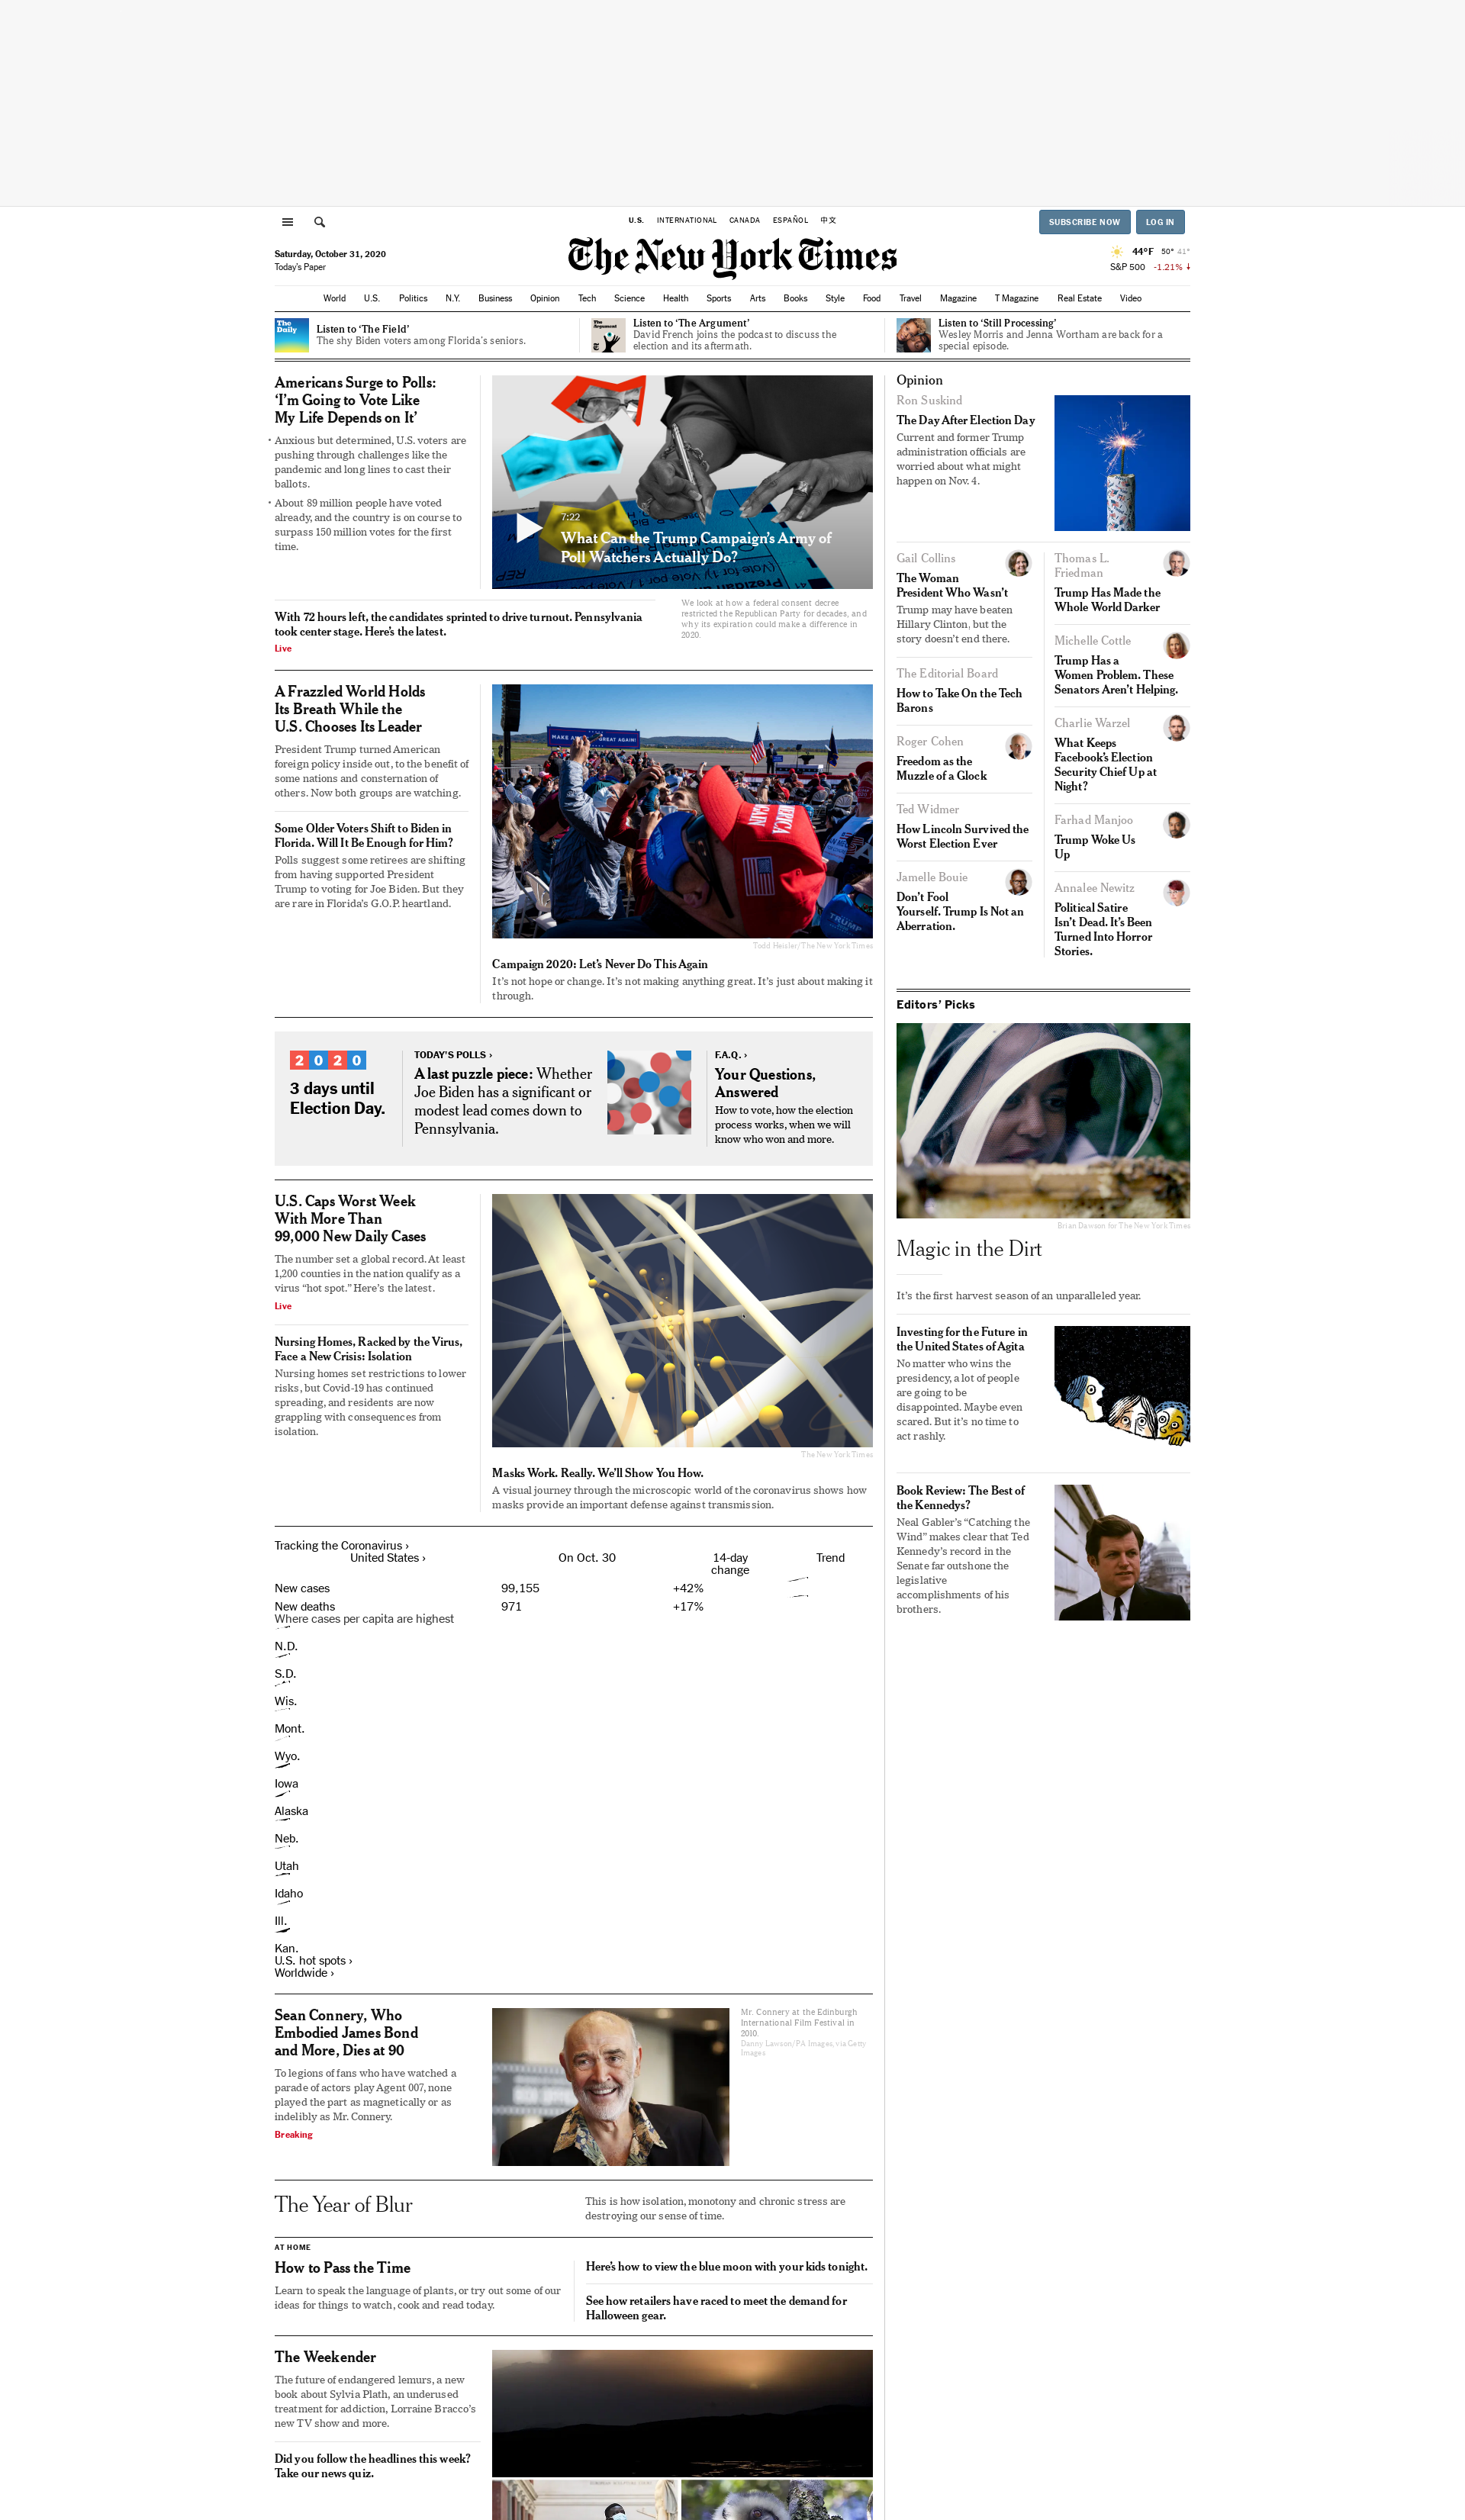 U.S. INTERNATIONAL CANADA ESPAÑOL 中文
SUBSCRIBE NOW LOG IN
Saturday, October 31, 2020
Today's Paper
The New York Times
44°F 50° 41°
S&P 500 -1.21% ↓
World U.S. Politics N.Y. Business Opinion Tech Science Health Sports Arts Books Style Food Travel Magazine T Magazine Real Estate Video
The
Daily
Listen to ‘The Field’
The shy Biden voters among Florida’s seniors.
The
Argument
Listen to ‘The Argument’
David French joins the podcast to discuss the
election and its aftermath.
Listen to ‘Still Processing’
Wesley Morris and Jenna Wortham are back for a
special episode.
Americans Surge to Polls:
‘I’m Going to Vote Like
My Life Depends on It’
• Anxious but determined, U.S. voters are
pushing through challenges like the
pandemic and long lines to cast their
ballots.
• About 89 million people have voted
already, and the country is on course to
surpass 150 million votes for the first
time.
7:22
What Can the Trump Campaign’s Army of
Poll Watchers Actually Do?
With 72 hours left, the candidates sprinted to drive turnout. Pennsylvania
took center stage. Here’s the latest.
Live
We look at how a federal consent decree
restricted the Republican Party for decades, and
why its expiration could make a difference in
2020.
A Frazzled World Holds
Its Breath While the
U.S. Chooses Its Leader
President Trump turned American
foreign policy inside out, to the benefit of
some nations and consternation of
others. Now both groups are watching.
Some Older Voters Shift to Biden in
Florida. Will It Be Enough for Him?
Polls suggest some retirees are shifting
from having supported President
Trump to voting for Joe Biden. But they
are rare in Florida’s G.O.P. heartland.
MAKE AMERICA GREAT AGAIN!
Todd Heisler/The New York Times
Campaign 2020: Let’s Never Do This Again
It’s not hope or change. It’s not making anything great. It’s just about making it
through.
2020
3 days until
Election Day.
TODAY’S POLLS ›
A last puzzle piece: Whether
Joe Biden has a significant or
modest lead comes down to
Pennsylvania.
F.A.Q. ›
Your Questions,
Answered
How to vote, how the election
process works, when we will
know who won and more.
U.S. Caps Worst Week
With More Than
99,000 New Daily Cases
The number set a global record. At least
1,200 counties in the nation qualify as a
virus “hot spot.” Here’s the latest.
Live
Nursing Homes, Racked by the Virus,
Face a New Crisis: Isolation
Nursing homes set restrictions to lower
risks, but Covid-19 has continued
spreading, and residents are now
grappling with consequences from
isolation.
The New York Times
Masks Work. Really. We’ll Show You How.
A visual journey through the microscopic world of the coronavirus shows how
masks provide an important defense against transmission.
Tracking the Coronavirus ›
United States › On Oct. 30 14-day
change Trend
New cases 99,155 +42%
New deaths 971 +17%
Where cases per capita are highest
N.D.
S.D.
Wis.
Mont.
Wyo.
Iowa
Alaska
Neb.
Utah
Idaho
Ill.
Kan.
U.S. hot spots ›
Worldwide ›
Sean Connery, Who
Embodied James Bond
and More, Dies at 90
To legions of fans who have watched a
parade of actors play Agent 007, none
played the part as magnetically or as
indelibly as Mr. Connery.
Breaking
Mr. Connery at the Edinburgh
International Film Festival in
2010.
Danny Lawson/PA Images, via Getty
Images
The Year of Blur
This is how isolation, monotony and chronic stress are
destroying our sense of time.
AT HOME
How to Pass the Time
Learn to speak the language of plants, or try out some of our
ideas for things to watch, cook and read today.
Here’s how to view the blue moon with your kids tonight.
See how retailers have raced to meet the demand for
Halloween gear.
The Weekender
The future of endangered lemurs, a new
book about Sylvia Plath, an underused
treatment for addiction, Lorraine Bracco’s
new TV show and more.
Did you follow the headlines this week?
Take our news quiz.
Opinion
Ron Suskind
The Day After Election Day
Current and former Trump
administration officials are
worried about what might
happen on Nov. 4.
Gail Collins
The Woman
President Who Wasn’t
Trump may have beaten
Hillary Clinton, but the
story doesn’t end there.
The Editorial Board
How to Take On the Tech
Barons
Roger Cohen
Freedom as the
Muzzle of a Glock
Ted Widmer
How Lincoln Survived the
Worst Election Ever
Jamelle Bouie
Don’t Fool
Yourself. Trump Is Not an
Aberration.
Thomas L.
Friedman
Trump Has Made the
Whole World Darker
Michelle Cottle
Trump Has a
Women Problem. These
Senators Aren’t Helping.
Charlie Warzel
What Keeps
Facebook’s Election
Security Chief Up at
Night?
Farhad Manjoo
Trump Woke Us
Up
Annalee Newitz
Political Satire
Isn’t Dead. It’s Been
Turned Into Horror
Stories.
Editors’ Picks
Brian Dawson for The New York Times
Magic in the Dirt
It’s the first harvest season of an unparalleled year.
Investing for the Future in
the United States of Agita
No matter who wins the
presidency, a lot of people
are going to be
disappointed. Maybe even
scared. But it’s no time to
act rashly.
Book Review: The Best of
the Kennedys?
Neal Gabler’s “Catching the
Wind” makes clear that Ted
Kennedy’s record in the
Senate far outshone the
legislative
accomplishments of his
brothers.